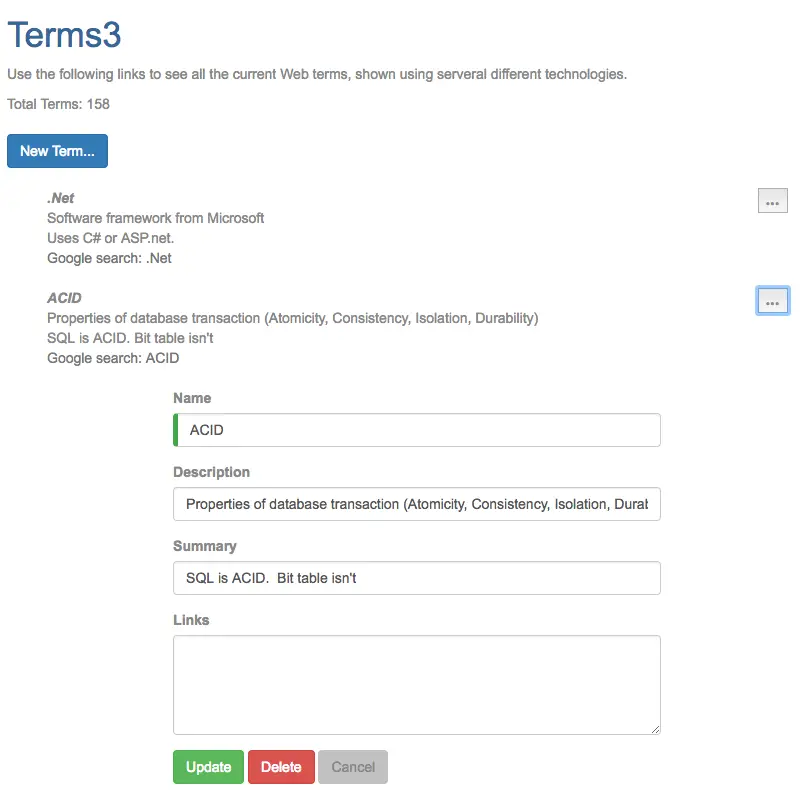 Terms3
Use the following links to see all the current Web terms, shown using serveral different technologies.
Total Terms: 158
New Term...
.Net
...
Software framework from Microsoft
Uses C# or ASP.net.
Google search: .Net
ACID
...
Properties of database transaction (Atomicity, Consistency, Isolation, Durability)
SQL is ACID. Bit table isn't
Google search: ACID
Name
ACID
Description
Properties of database transaction (Atomicity, Consistency, Isolation, Durat
Summary
SQL is ACID.  Bit table isn't
Links
Update Delete Cancel